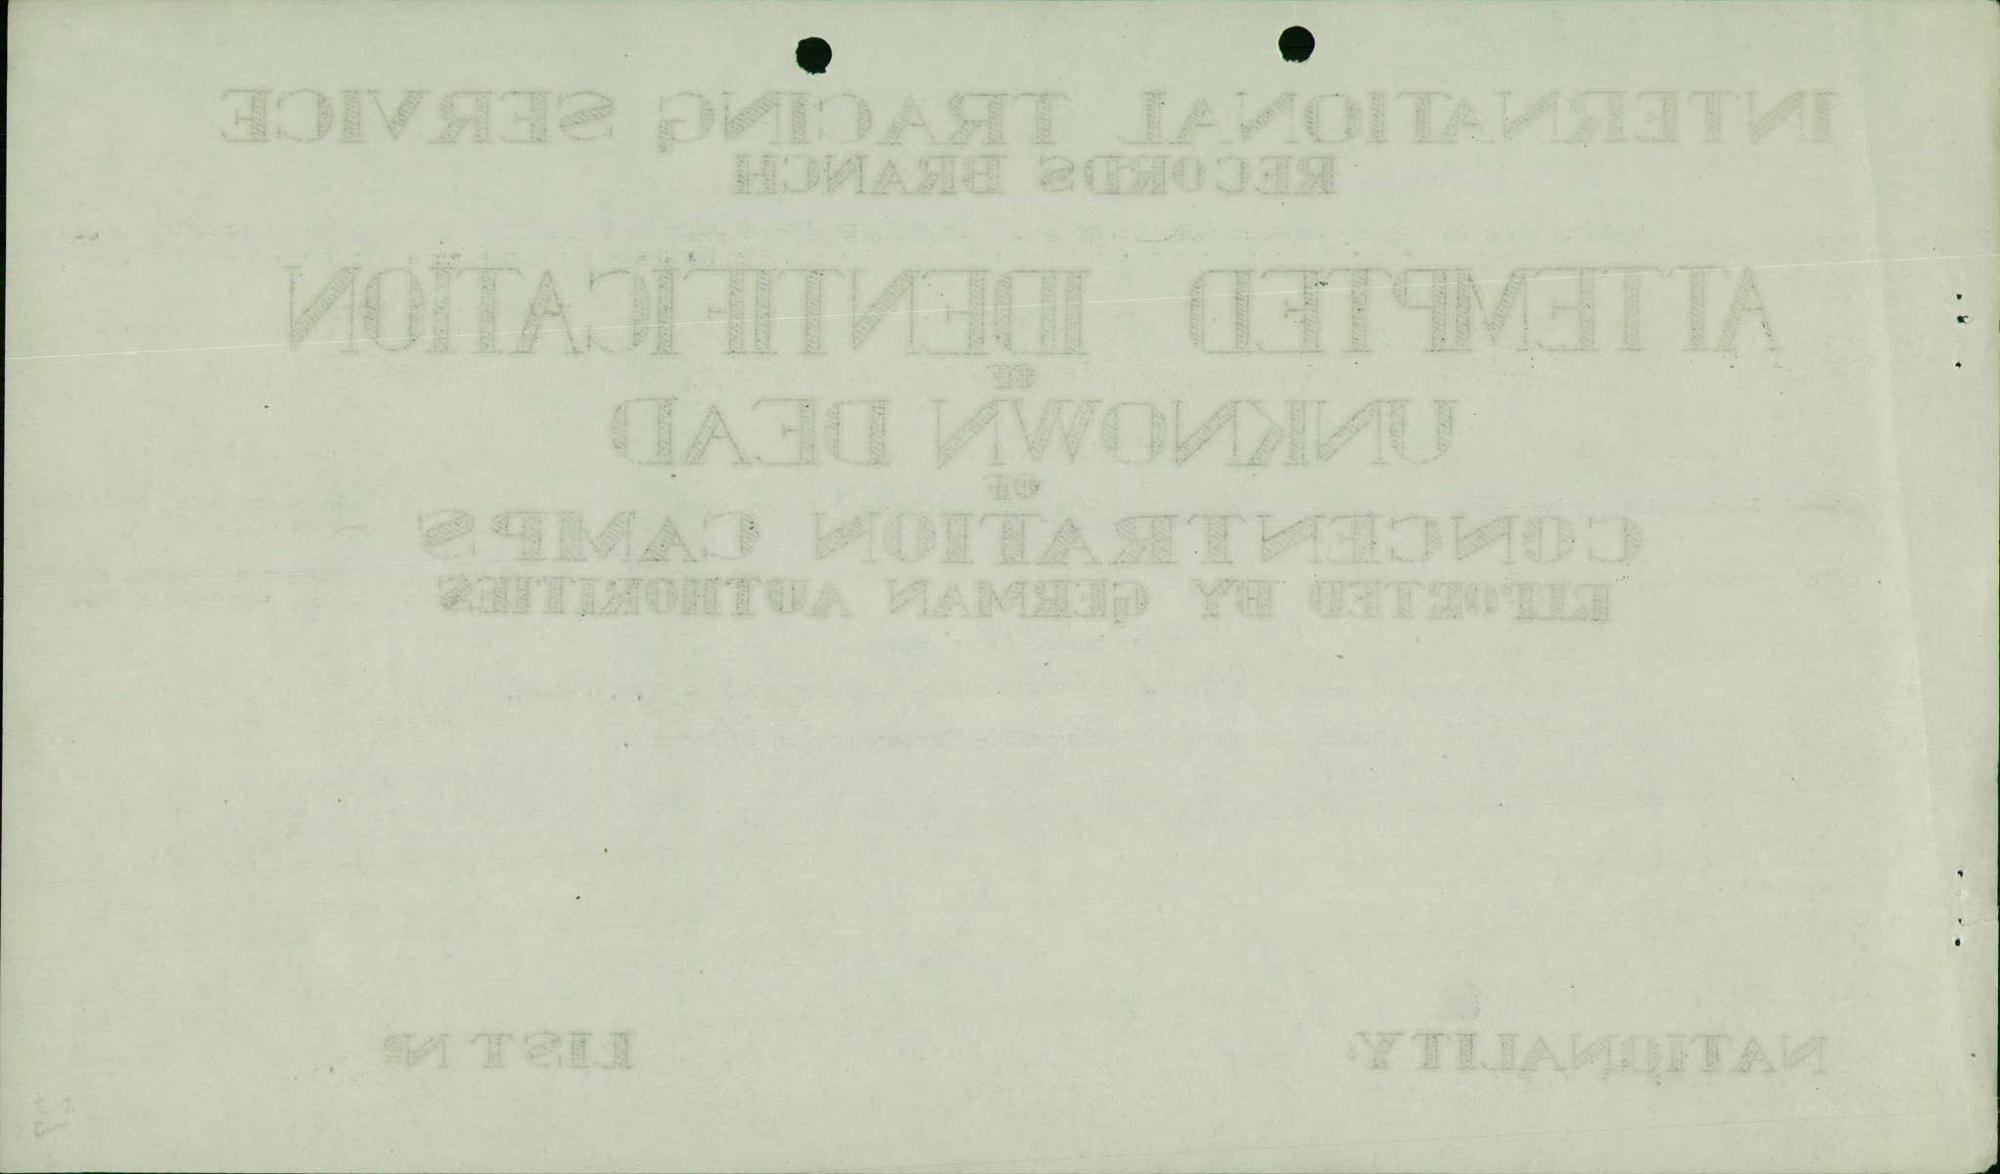 INTERNATIONAL TRACING SERVICE
RECORDS BRANCH
ATTEMPTED IDENTIFICATION
OF
UNKNOWN DEAD
OF
CONCENTRATION CAMPS
REPORTED BY GERMAN AUTHORITIES
NATIONALITY: LIST Nº